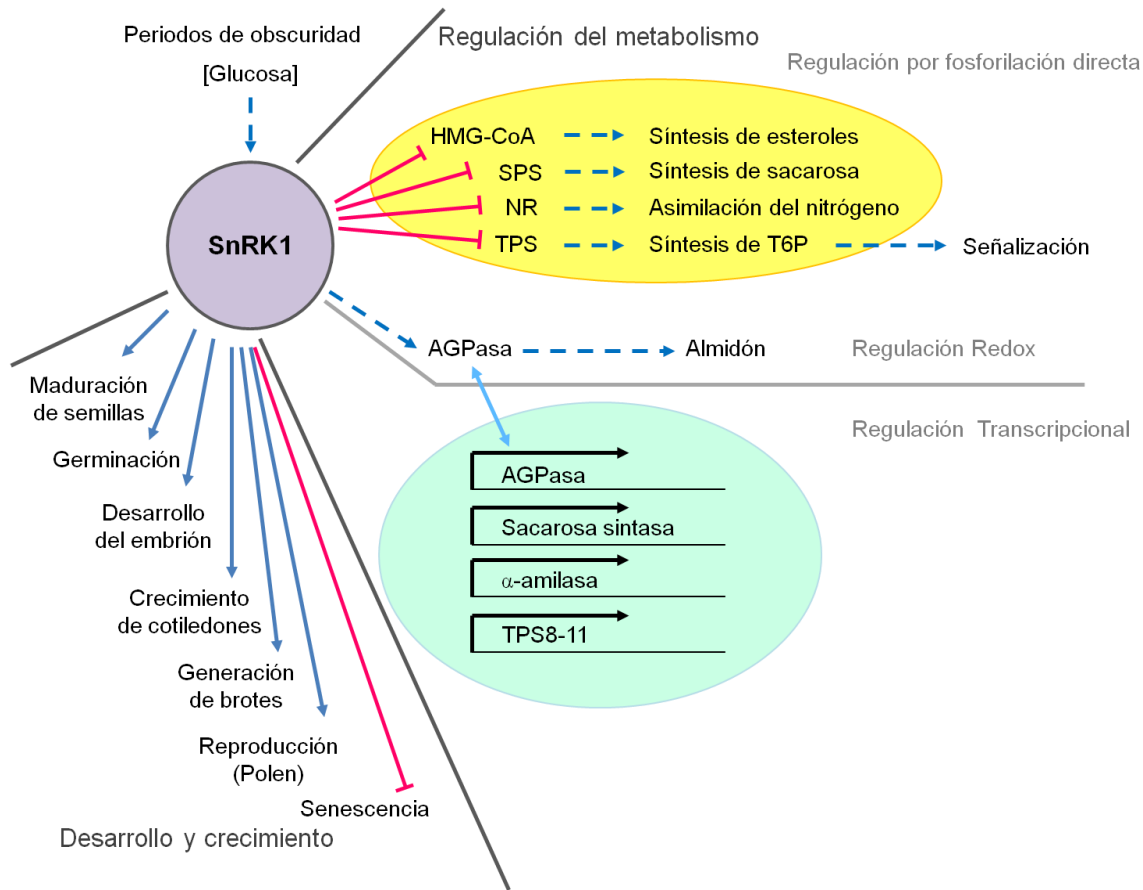 Periodos de obscuridad
[Glucosa]
SnRK1
Regulación del metabolismo
Regulación por fosforilación directa
HMG-CoA
Síntesis de esteroles
SPS
Síntesis de sacarosa
NR
Asimilación del nitrógeno
TPS
Síntesis de T6P
Señalización
AGPasa
Almidón
Regulación Redox
Regulación Transcripcional
AGPasa
Sacarosa sintasa
α-amilasa
TPS8-11
Maduración
de semillas
Germinación
Desarrollo
del embrión
Crecimiento
de cotiledones
Generación
de brotes
Reproducción
(Polen)
Senescencia
Desarrollo y crecimiento